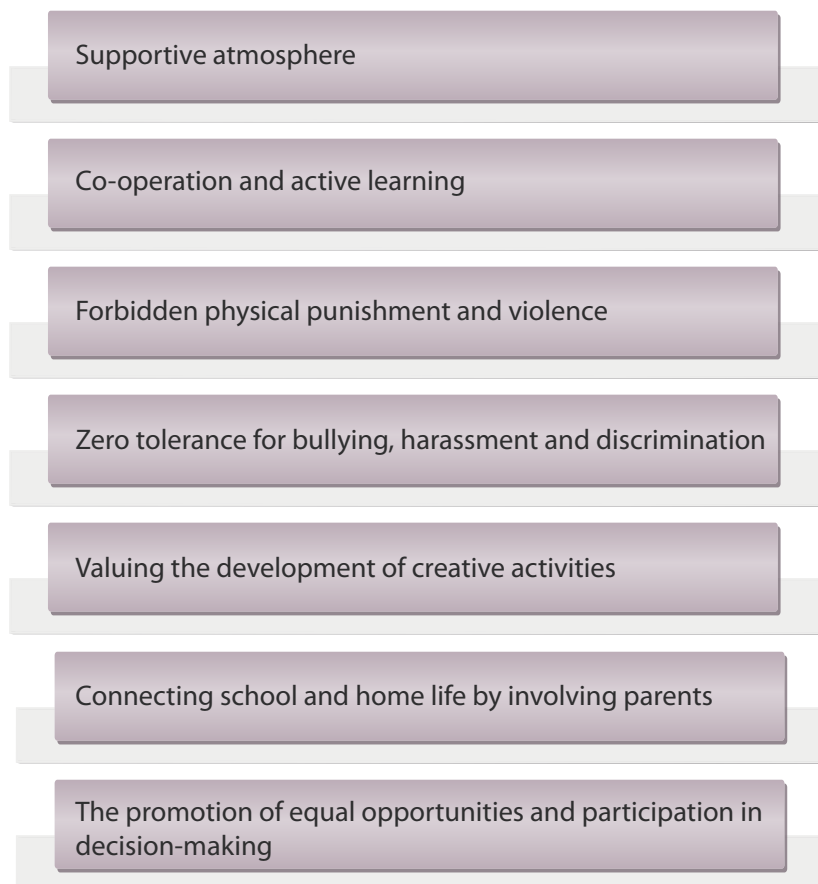 Supportive atmosphere
Co-operation and active learning
Forbidden physical punishment and violence
Zero tolerance for bullying, harassment and discrimination
Valuing the development of creative activities
Connecting school and home life by involving parents
The promotion of equal opportunities and participation in
decision-making